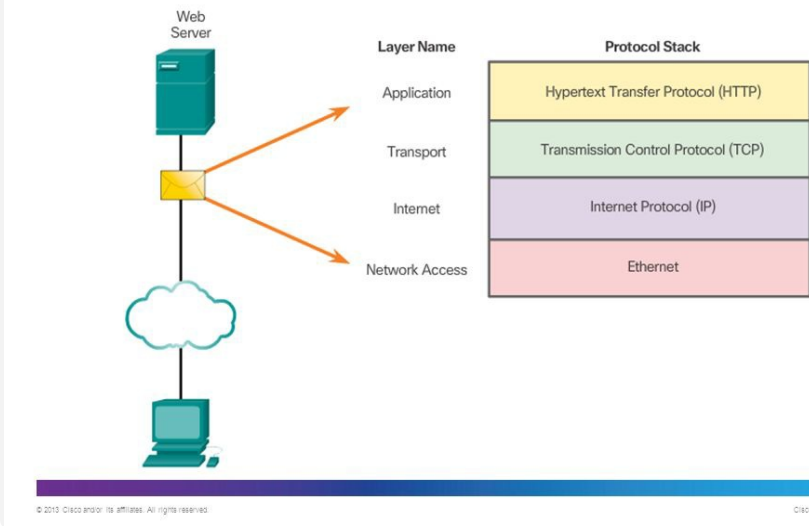 Web
Server
Layer Name
Protocol Stack
Application
Hypertext Transfer Protocol (HTTP)
Transport
Transmission Control Protocol (TCP)
Internet
Internet Protocol (IP)
Network Access
Ethernet
© 2013 Cisco and/or its affiliates. All rights reserved.
Cisc